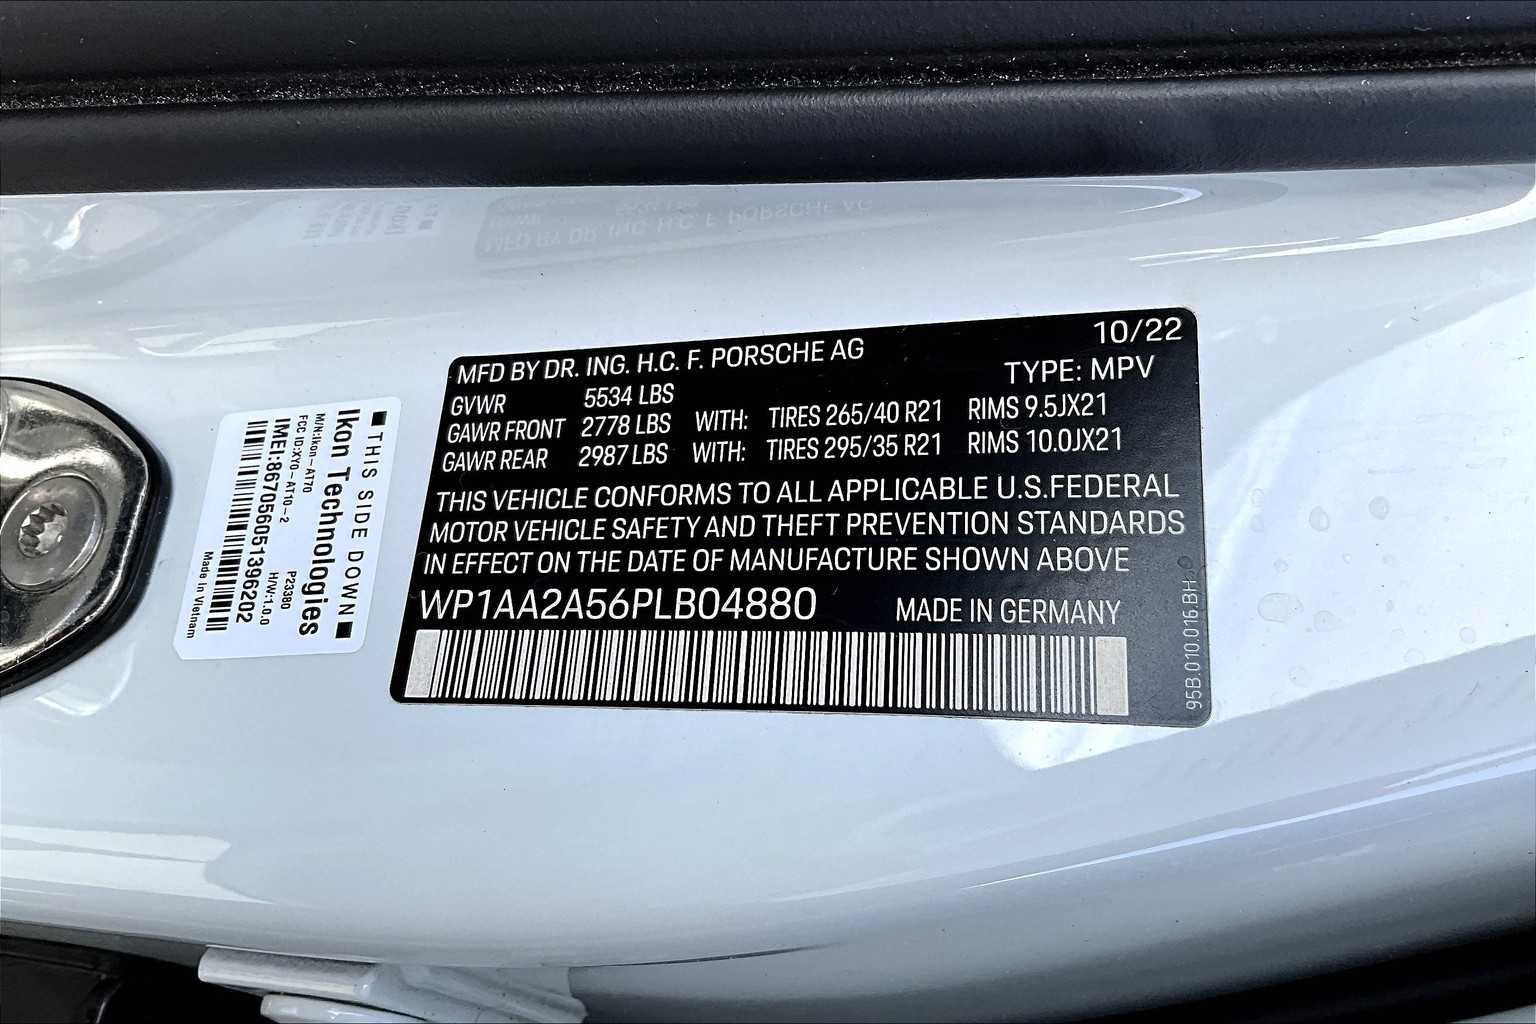 10/22
MFD BY DR. ING. H.C. F. PORSCHE AG
TYPE: MPV
GVWR 5534 LBS
GAWR FRONT 2778 LBS WITH: TIRES 265/40 R21 RIMS 9.5JX21
GAWR REAR 2987 LBS WITH: TIRES 295/35 R21 RIMS 10.0JX21
THIS VEHICLE CONFORMS TO ALL APPLICABLE U.S.FEDERAL
MOTOR VEHICLE SAFETY AND THEFT PREVENTION STANDARDS
IN EFFECT ON THE DATE OF MANUFACTURE SHOWN ABOVE
WP1AA2A56PLB04880 MADE IN GERMANY
95B.010.016.BH
THIS SIDE DOWN
Ikon Technologies
M/N:Ikon-AT70 P23380
FCC ID:XY0-AT10-2 H/W:1.0.0
IMEI:867056051396202
Made in Vietnam